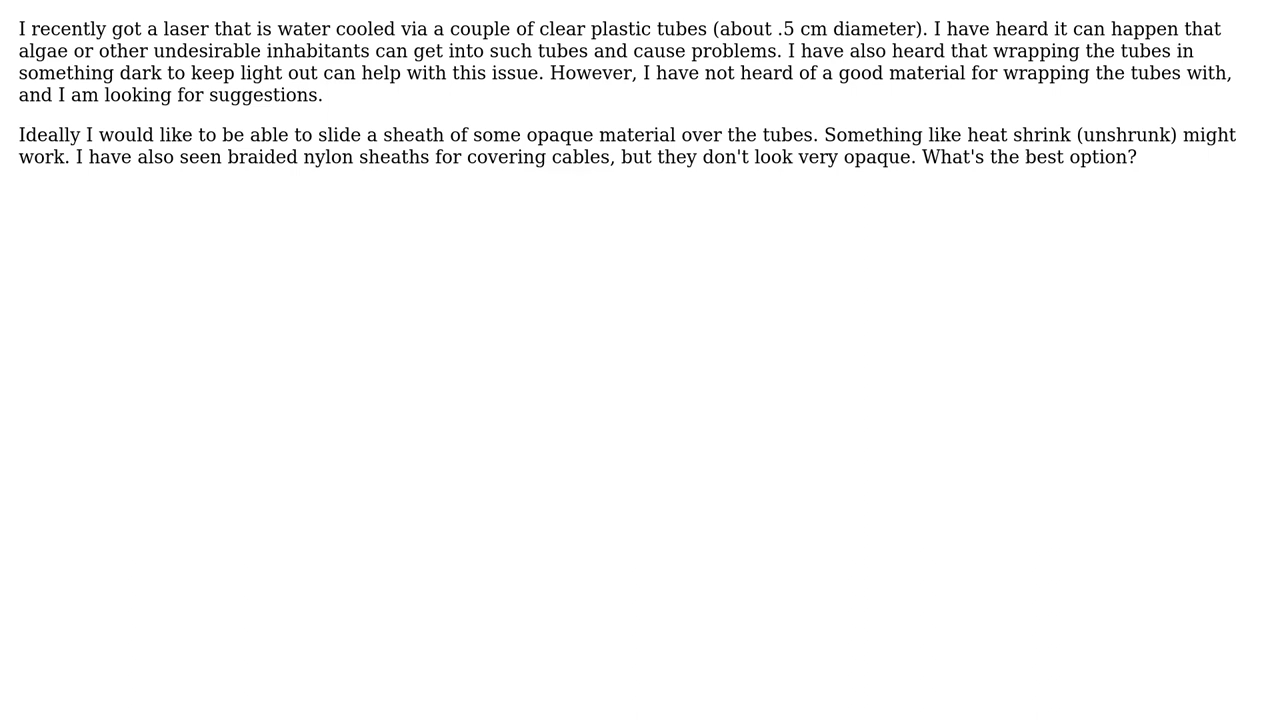 I recently got a laser that is water cooled via a couple of clear plastic tubes (about .5 cm diameter). I have heard it can happen that
algae or other undesirable inhabitants can get into such tubes and cause problems. I have also heard that wrapping the tubes in
something dark to keep light out can help with this issue. However, I have not heard of a good material for wrapping the tubes with,
and I am looking for suggestions.
Ideally I would like to be able to slide a sheath of some opaque material over the tubes. Something like heat shrink (unshrunk) might
work. I have also seen braided nylon sheaths for covering cables, but they don't look very opaque. What's the best option?